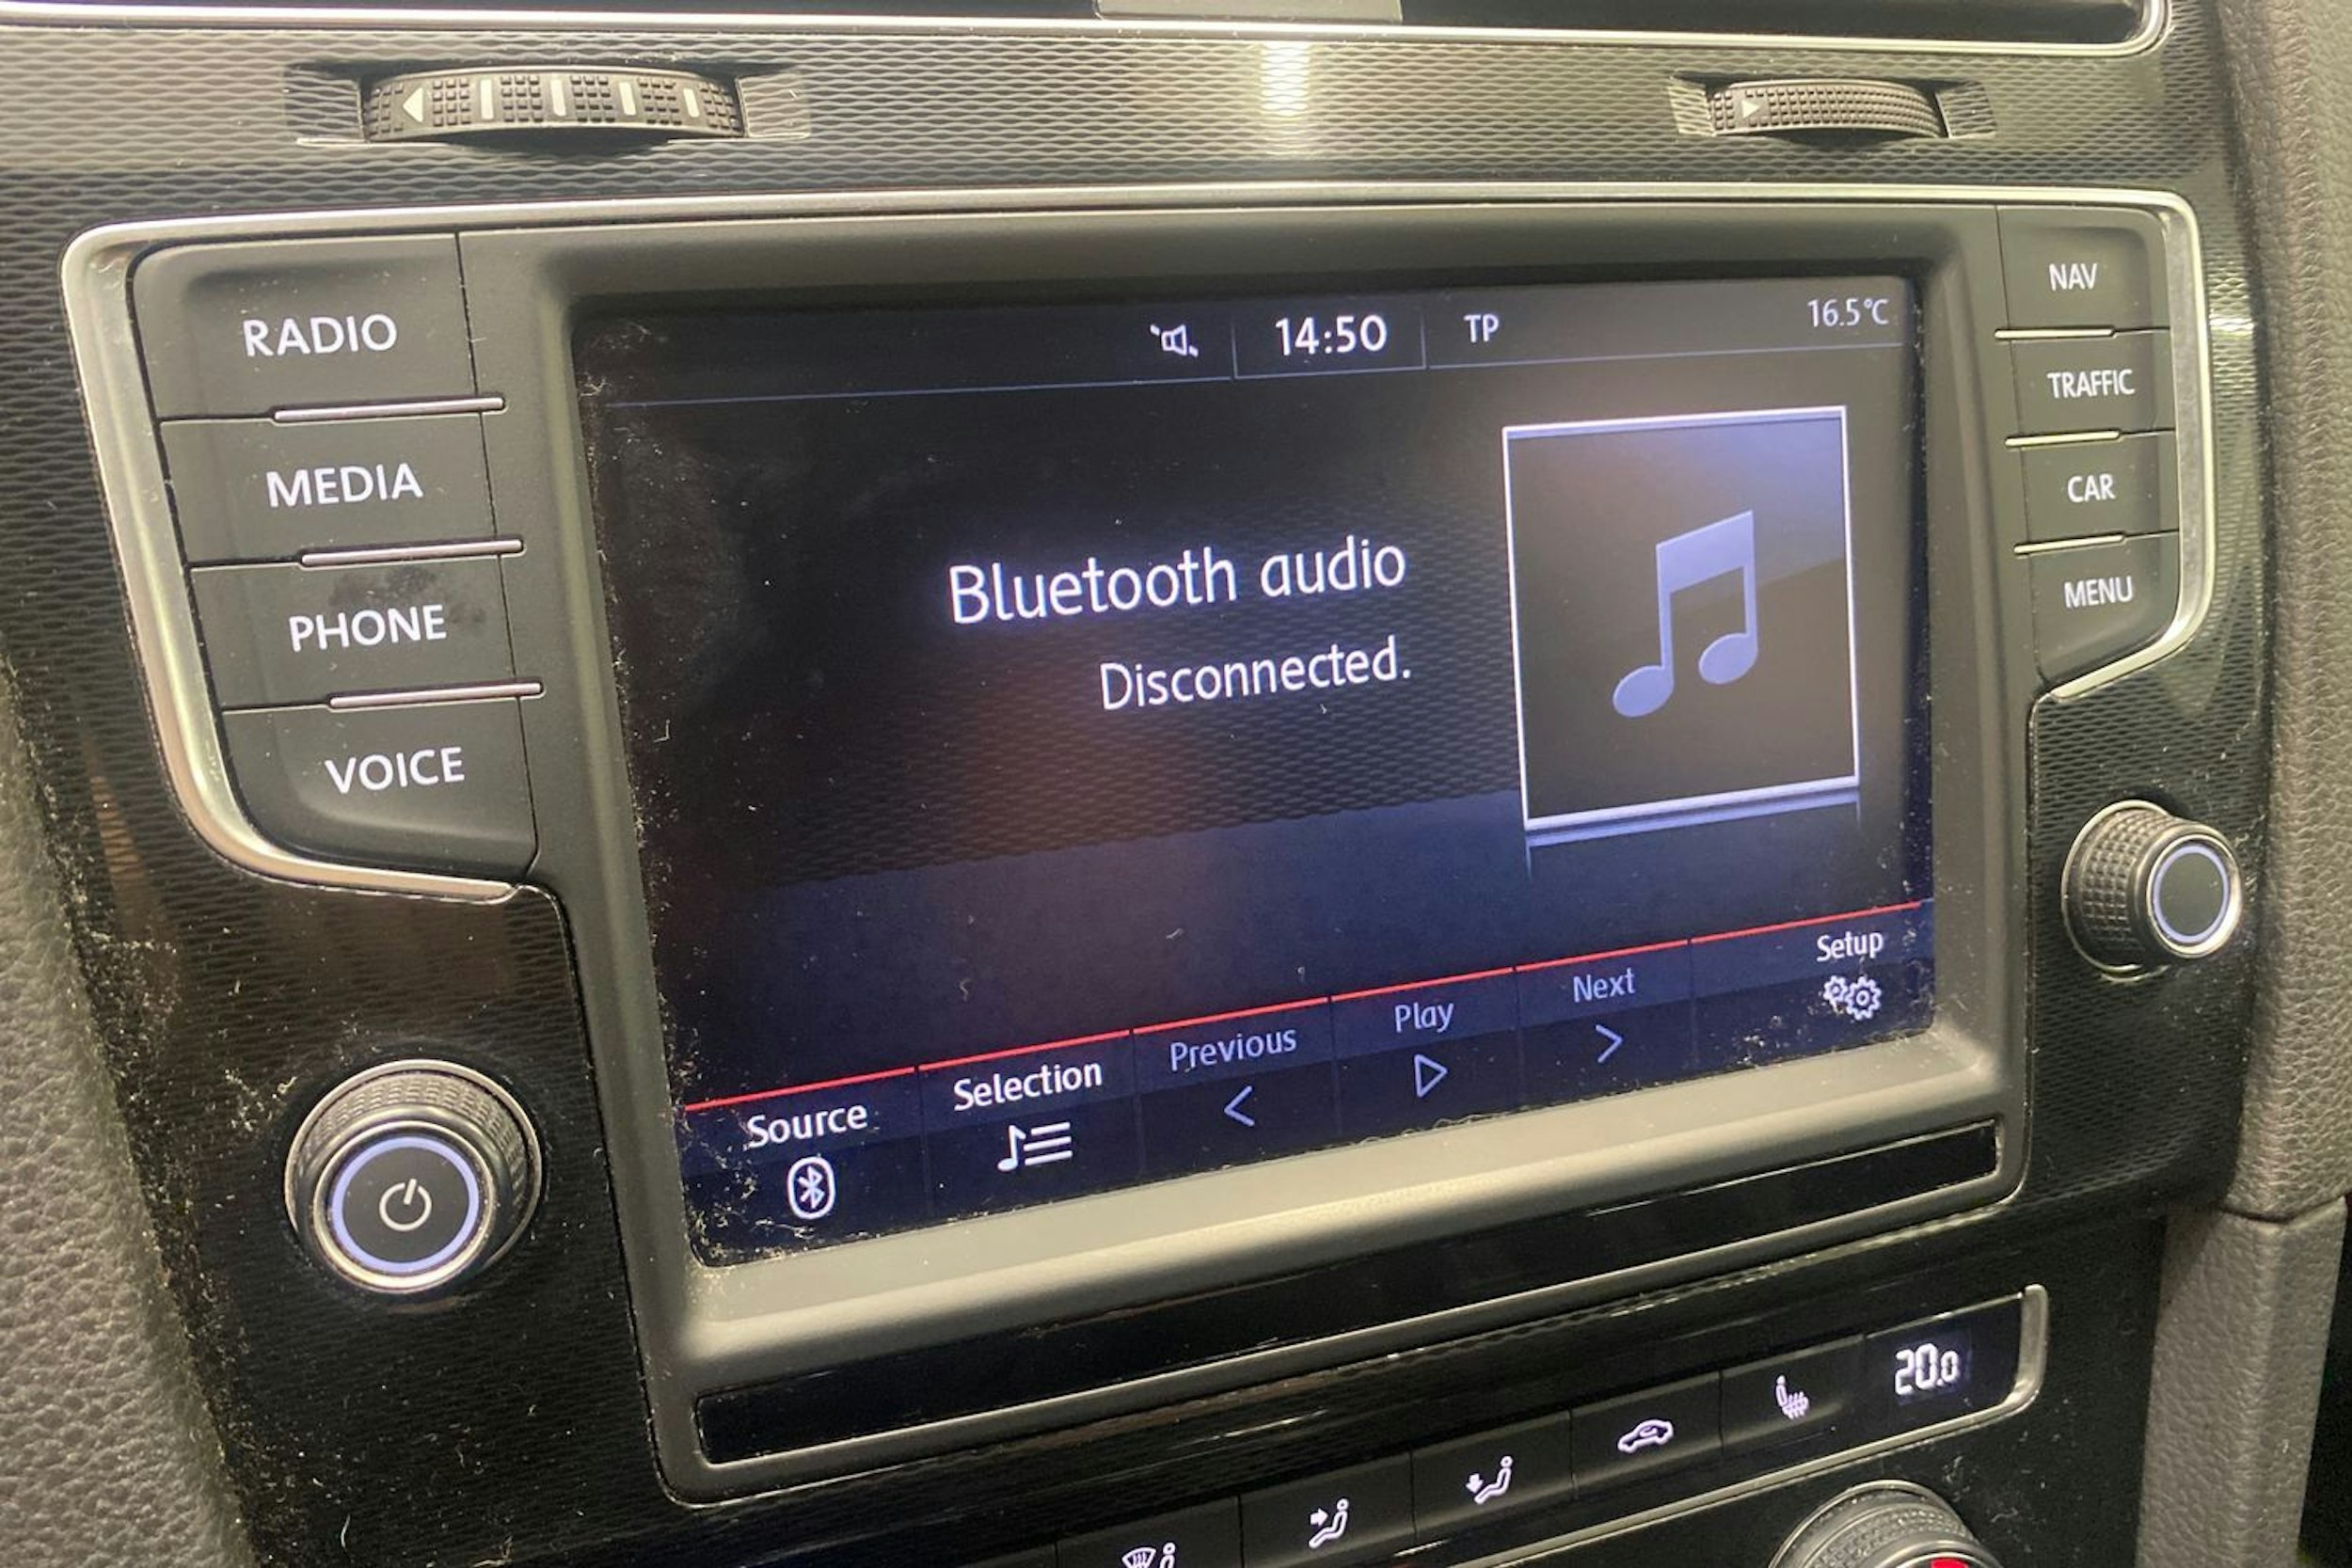 RADIO
MEDIA
PHONE
VOICE
14:50
TP
16.5°C
Bluetooth audio
Disconnected.
Source
Selection
Previous
Play
Next
Setup
NAV
TRAFFIC
CAR
MENU
20.0